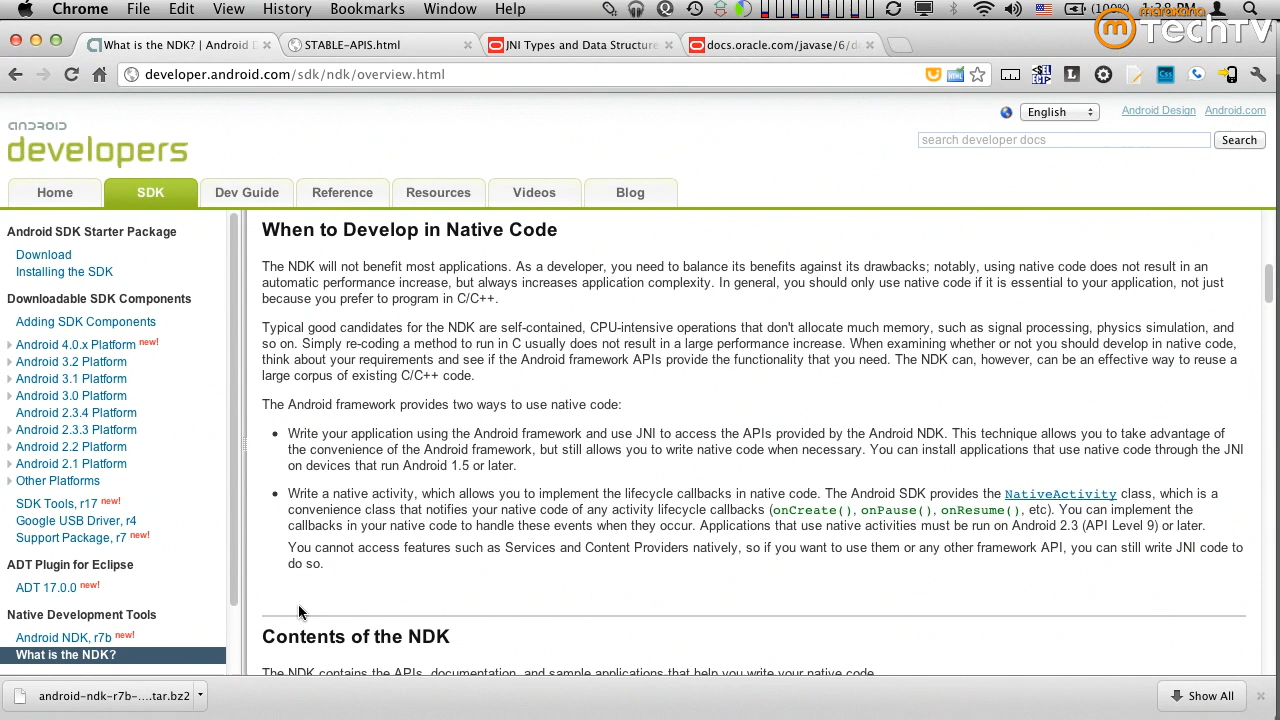 Chrome File Edit View History Bookmarks Window Help (100%)
marakana
TechTV
What is the NDK? | Android D
STABLE-APIS.html
JNI Types and Data Structure
docs.oracle.com/javase/6/d
developer.android.com/sdk/ndk/overview.html
English
Android Design Android.com
ANDROID
developers
search developer docs
Search
Home SDK Dev Guide Reference Resources Videos Blog
Android SDK Starter Package
Download
Installing the SDK
Downloadable SDK Components
Adding SDK Components
Android 4.0.x Platform new!
Android 3.2 Platform
Android 3.1 Platform
Android 3.0 Platform
Android 2.3.4 Platform
Android 2.3.3 Platform
Android 2.2 Platform
Android 2.1 Platform
Other Platforms
SDK Tools, r17 new!
Google USB Driver, r4
Support Package, r7 new!
ADT Plugin for Eclipse
ADT 17.0.0 new!
Native Development Tools
Android NDK, r7b new!
What is the NDK?
When to Develop in Native Code
The NDK will not benefit most applications. As a developer, you need to balance its benefits against its drawbacks; notably, using native code does not result in an
automatic performance increase, but always increases application complexity. In general, you should only use native code if it is essential to your application, not just
because you prefer to program in C/C++.
Typical good candidates for the NDK are self-contained, CPU-intensive operations that don't allocate much memory, such as signal processing, physics simulation, and
so on. Simply re-coding a method to run in C usually does not result in a large performance increase. When examining whether or not you should develop in native code,
think about your requirements and see if the Android framework APIs provide the functionality that you need. The NDK can, however, can be an effective way to reuse a
large corpus of existing C/C++ code.
The Android framework provides two ways to use native code:
• Write your application using the Android framework and use JNI to access the APIs provided by the Android NDK. This technique allows you to take advantage of
the convenience of the Android framework, but still allows you to write native code when necessary. You can install applications that use native code through the JNI
on devices that run Android 1.5 or later.
• Write a native activity, which allows you to implement the lifecycle callbacks in native code. The Android SDK provides the NativeActivity class, which is a
convenience class that notifies your native code of any activity lifecycle callbacks (onCreate(), onPause(), onResume(), etc). You can implement the
callbacks in your native code to handle these events when they occur. Applications that use native activities must be run on Android 2.3 (API Level 9) or later.
You cannot access features such as Services and Content Providers natively, so if you want to use them or any other framework API, you can still write JNI code to
do so.
Contents of the NDK
The NDK contains the APIs, documentation, and sample applications that help you write your native code.
android-ndk-r7b-....tar.bz2
Show All